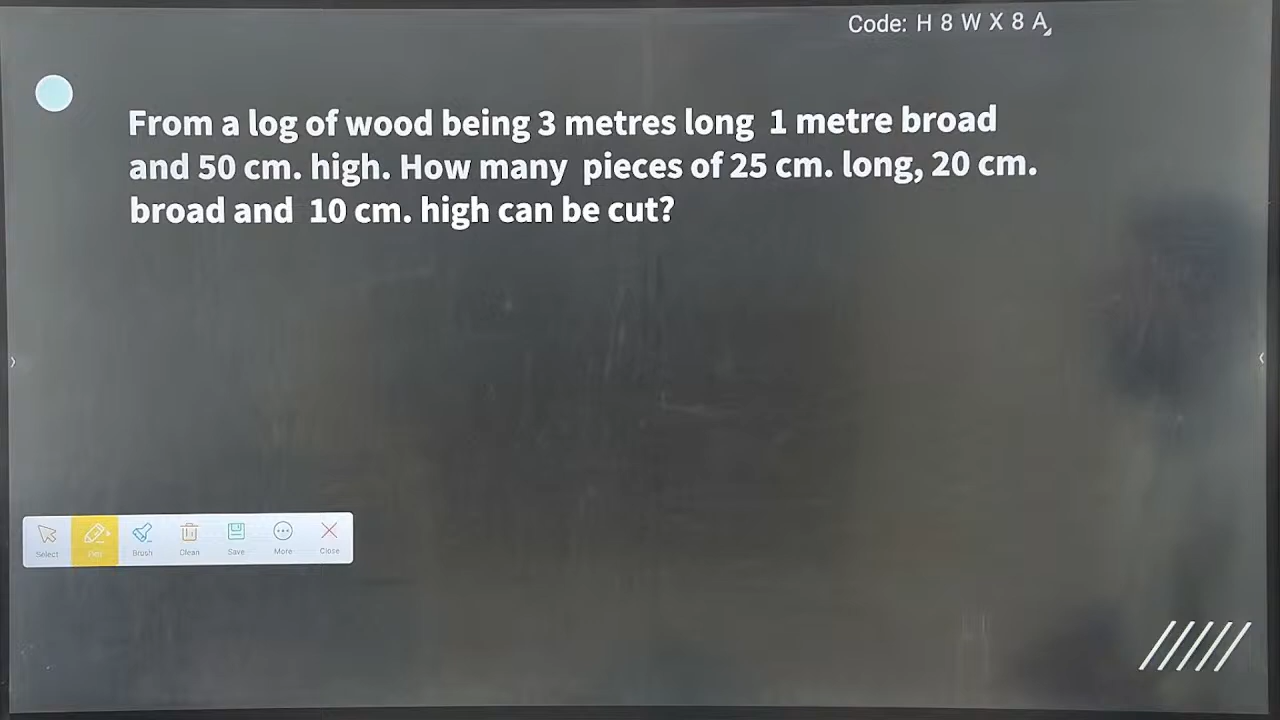 Code: H 8 W X 8 A
From a log of wood being 3 metres long 1 metre broad
and 50 cm. high. How many pieces of 25 cm. long, 20 cm.
broad and 10 cm. high can be cut?
Select Pen Brush Clean Save More Close